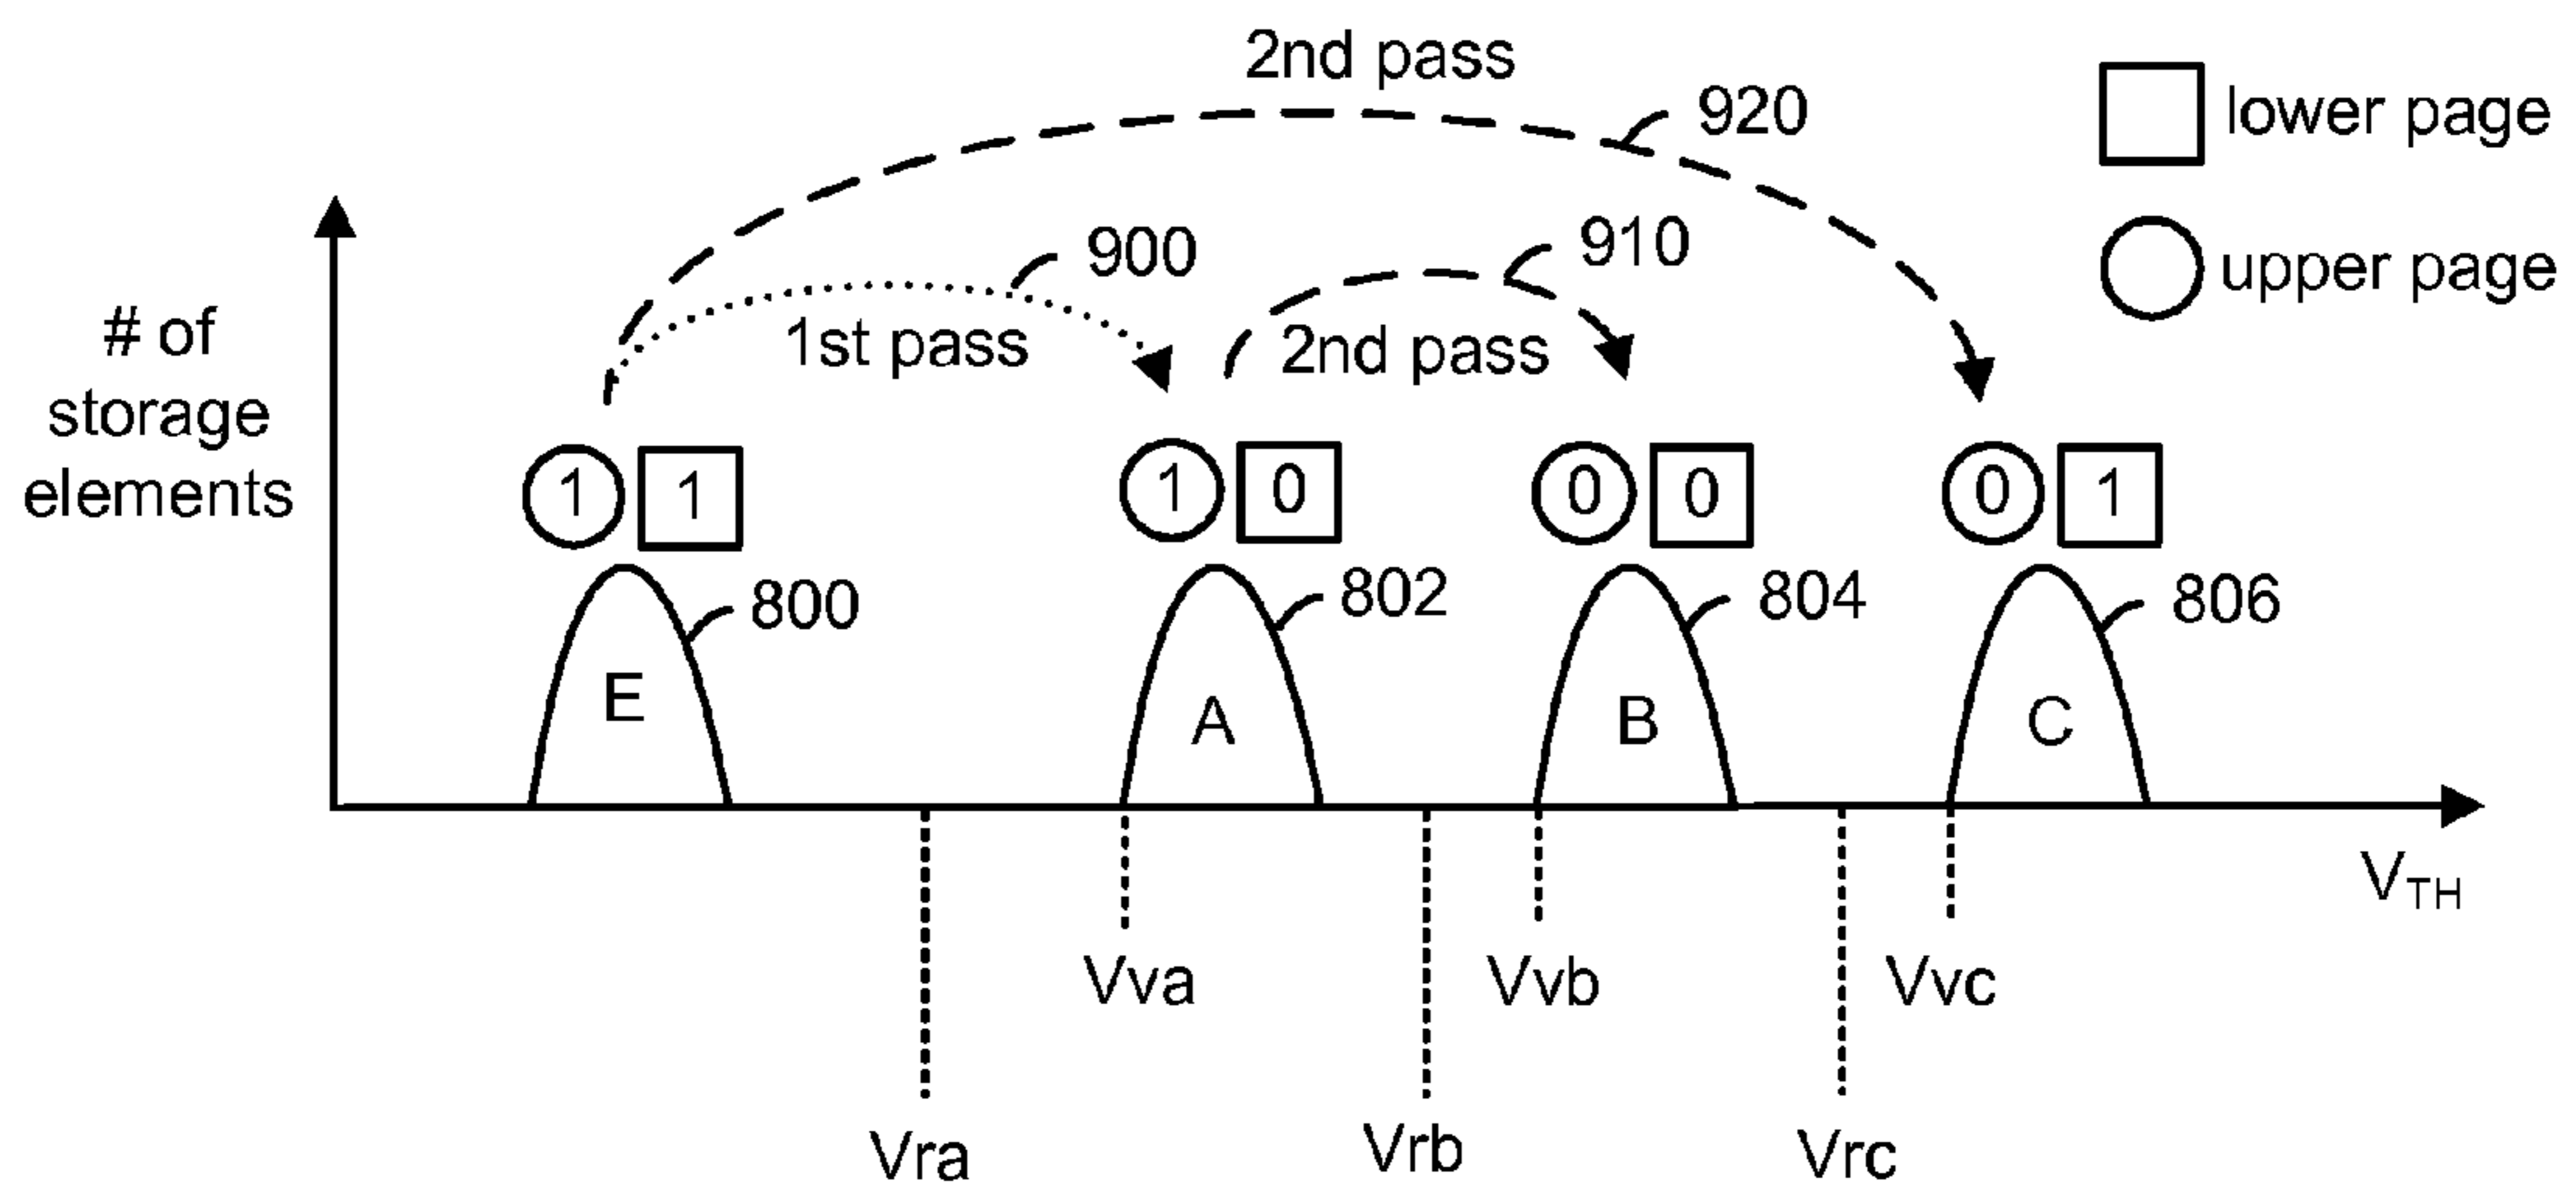 2nd pass
920
lower page
900
910
upper page
# of
storage
elements
1st pass
2nd pass
1 1
1 0
0 0
0 1
800
802
804
806
E
A
B
C
VTH
Vva
Vvb
Vvc
Vra
Vrb
Vrc